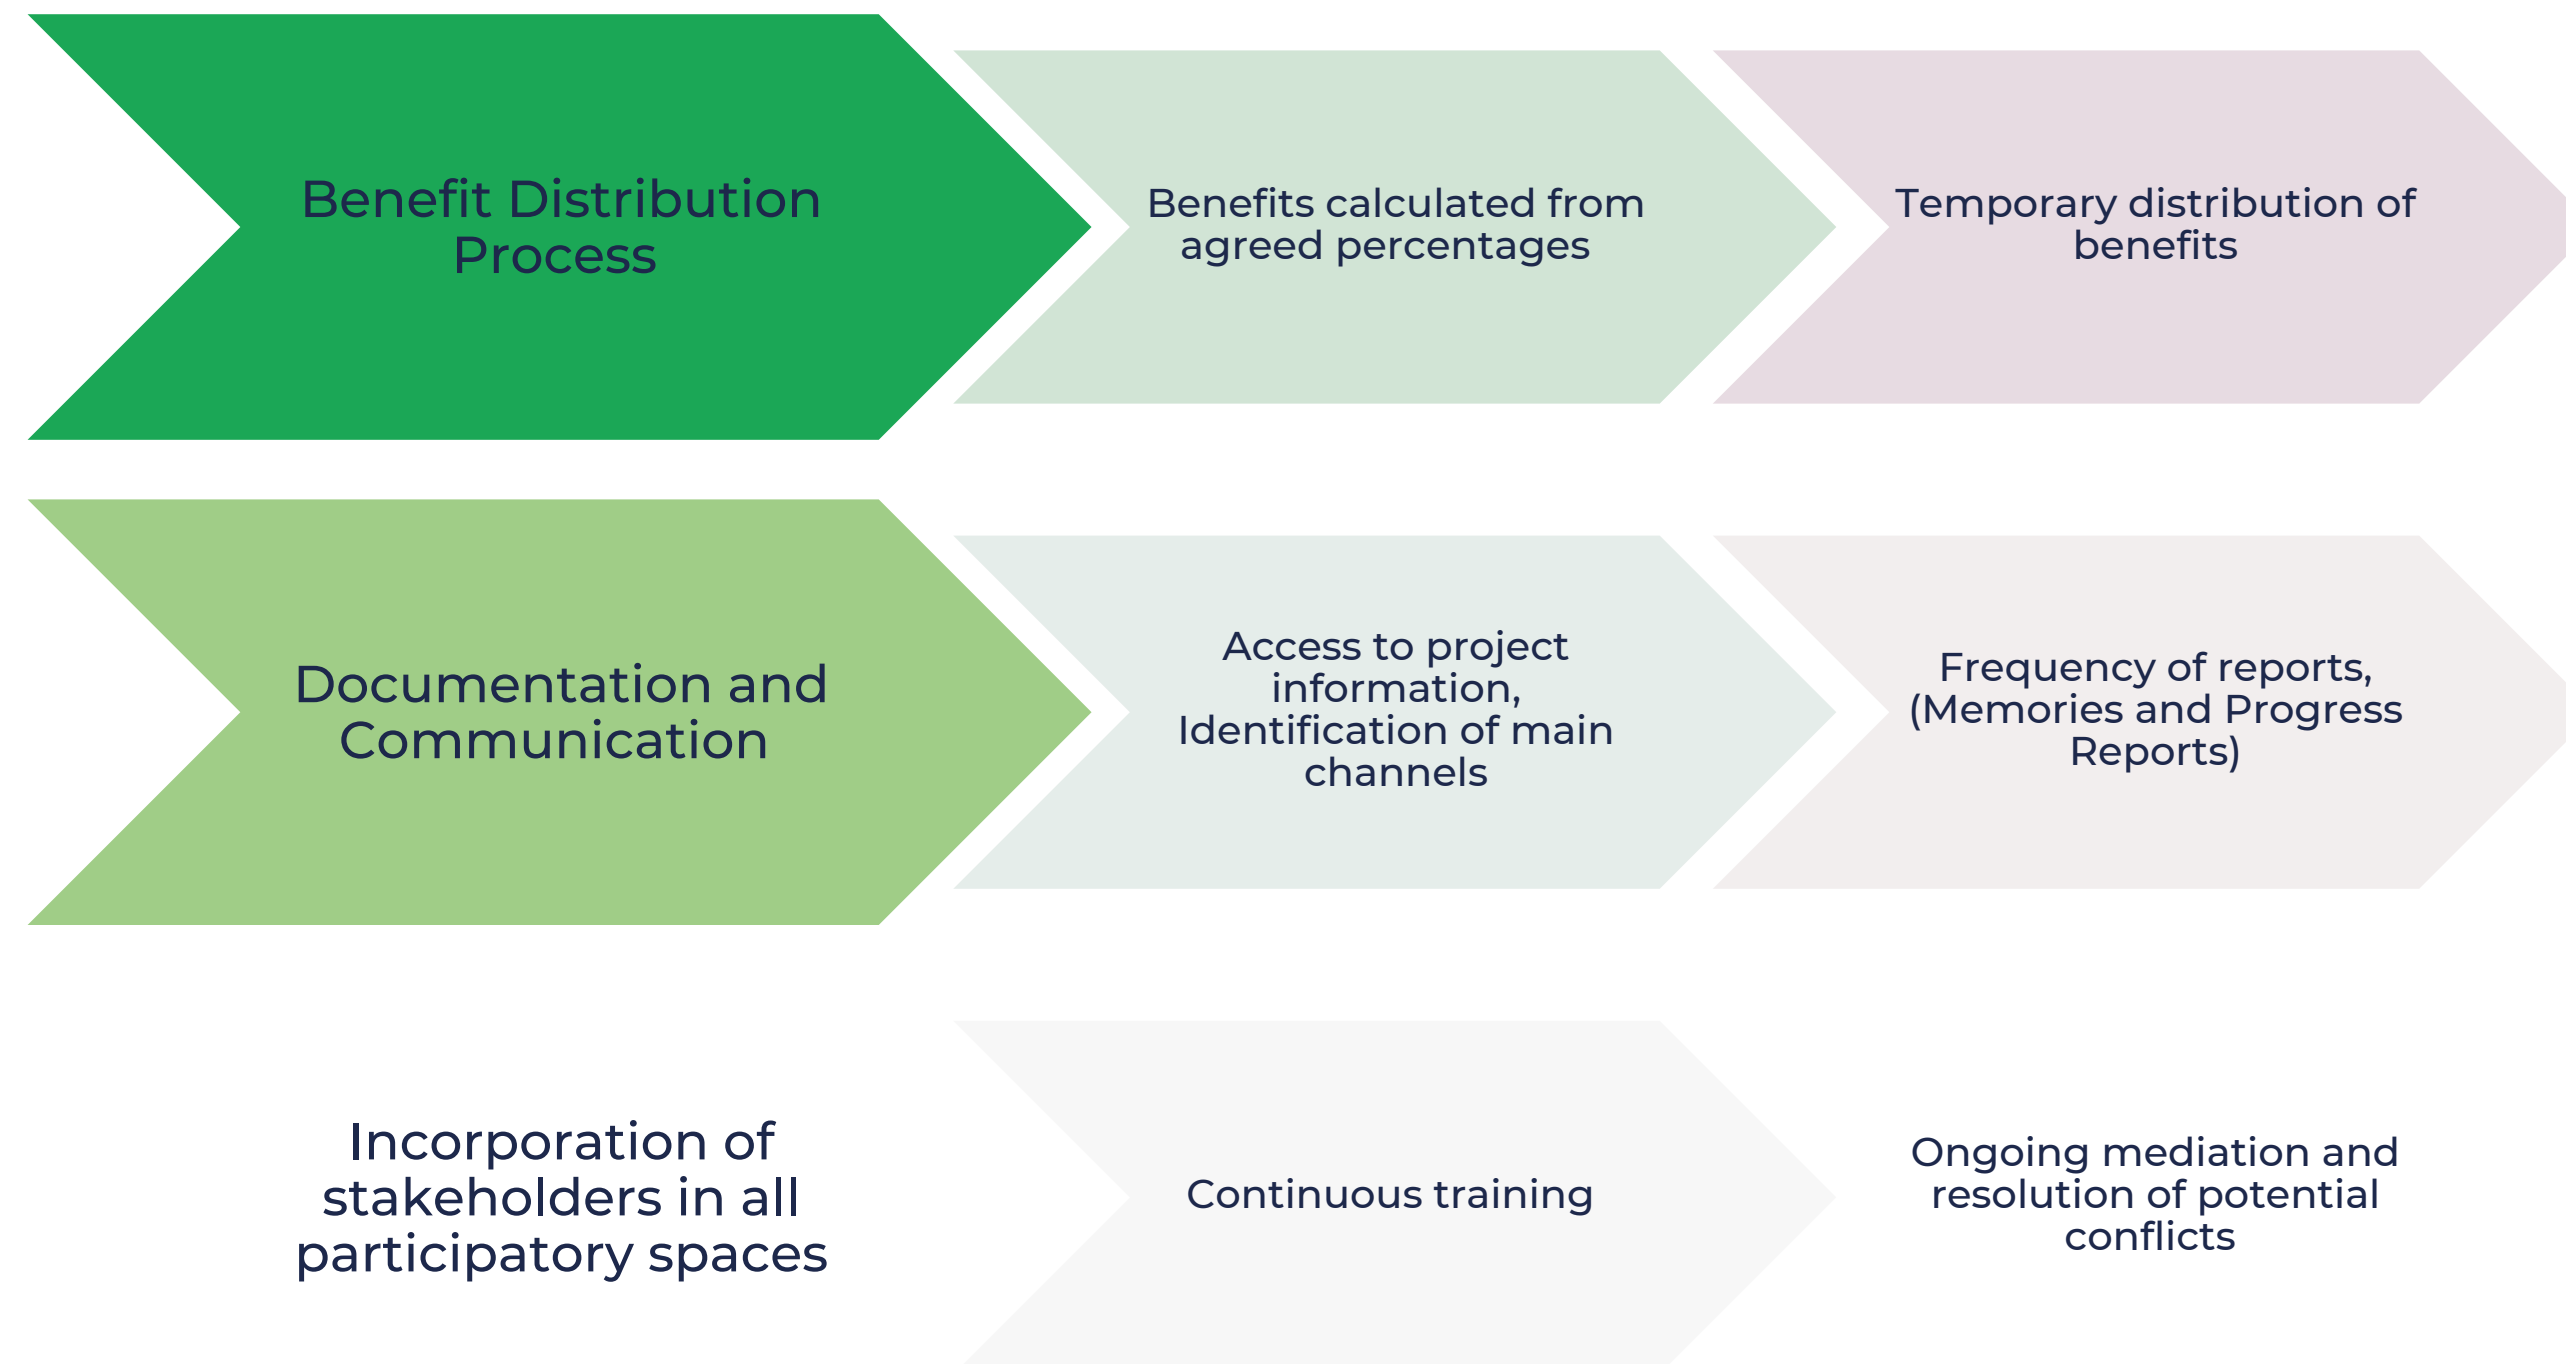 Benefit Distribution
Process
Benefits calculated from
agreed percentages
Temporary distribution of
benefits
Documentation and
Communication
Access to project
information,
Identification of main
channels
Frequency of reports,
(Memories and Progress
Reports)
Incorporation of
stakeholders in all
participatory spaces
Continuous training
Ongoing mediation and
resolution of potential
conflicts